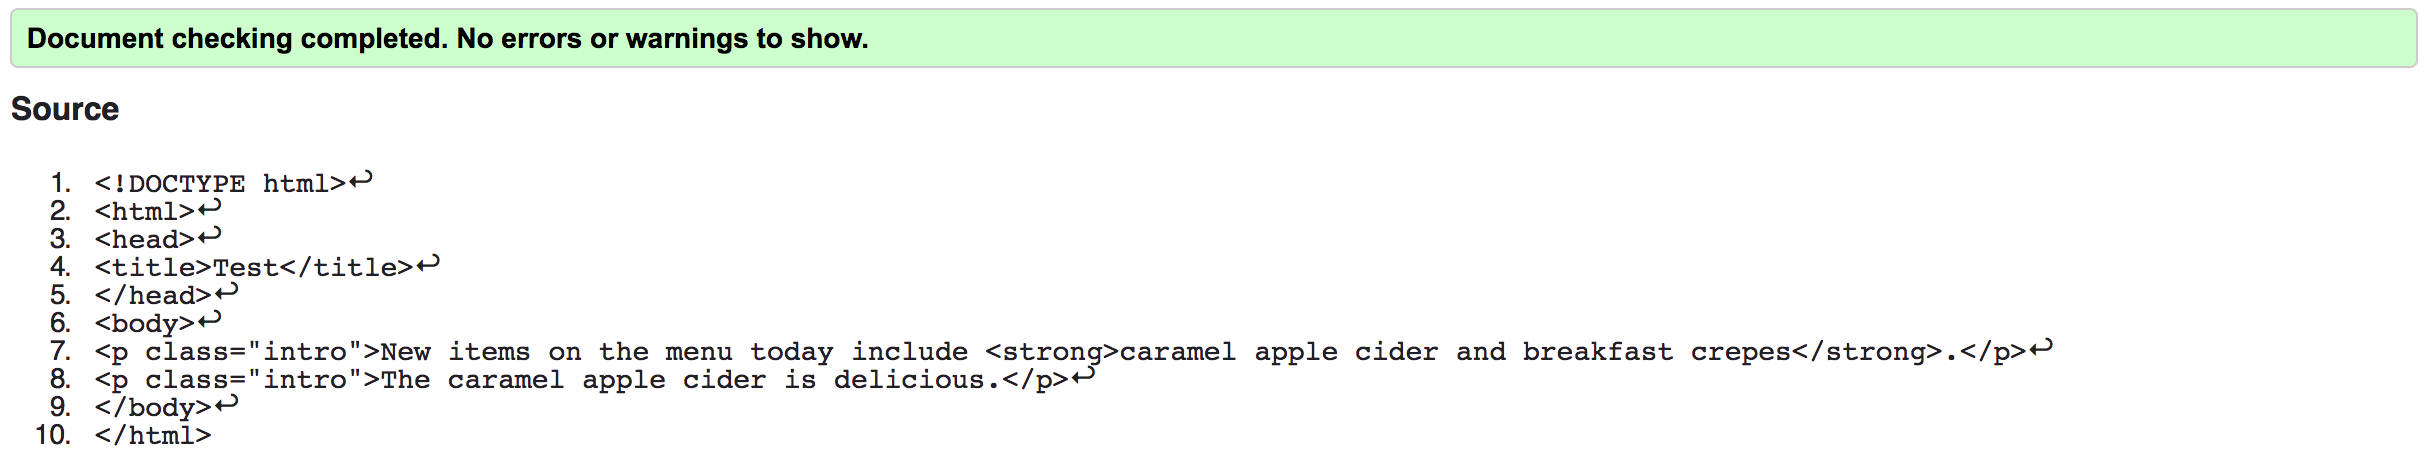 Document checking completed. No errors or warnings to show.
Source
1. <!DOCTYPE html>↩
2. <html>↩
3. <head>↩
4. <title>Test</title>↩
5. </head>↩
6. <body>↩
7. <p class="intro">New items on the menu today include <strong>caramel apple cider and breakfast crepes</strong>.</p>↩
8. <p class="intro">The caramel apple cider is delicious.</p>↩
9. </body>↩
10. </html>